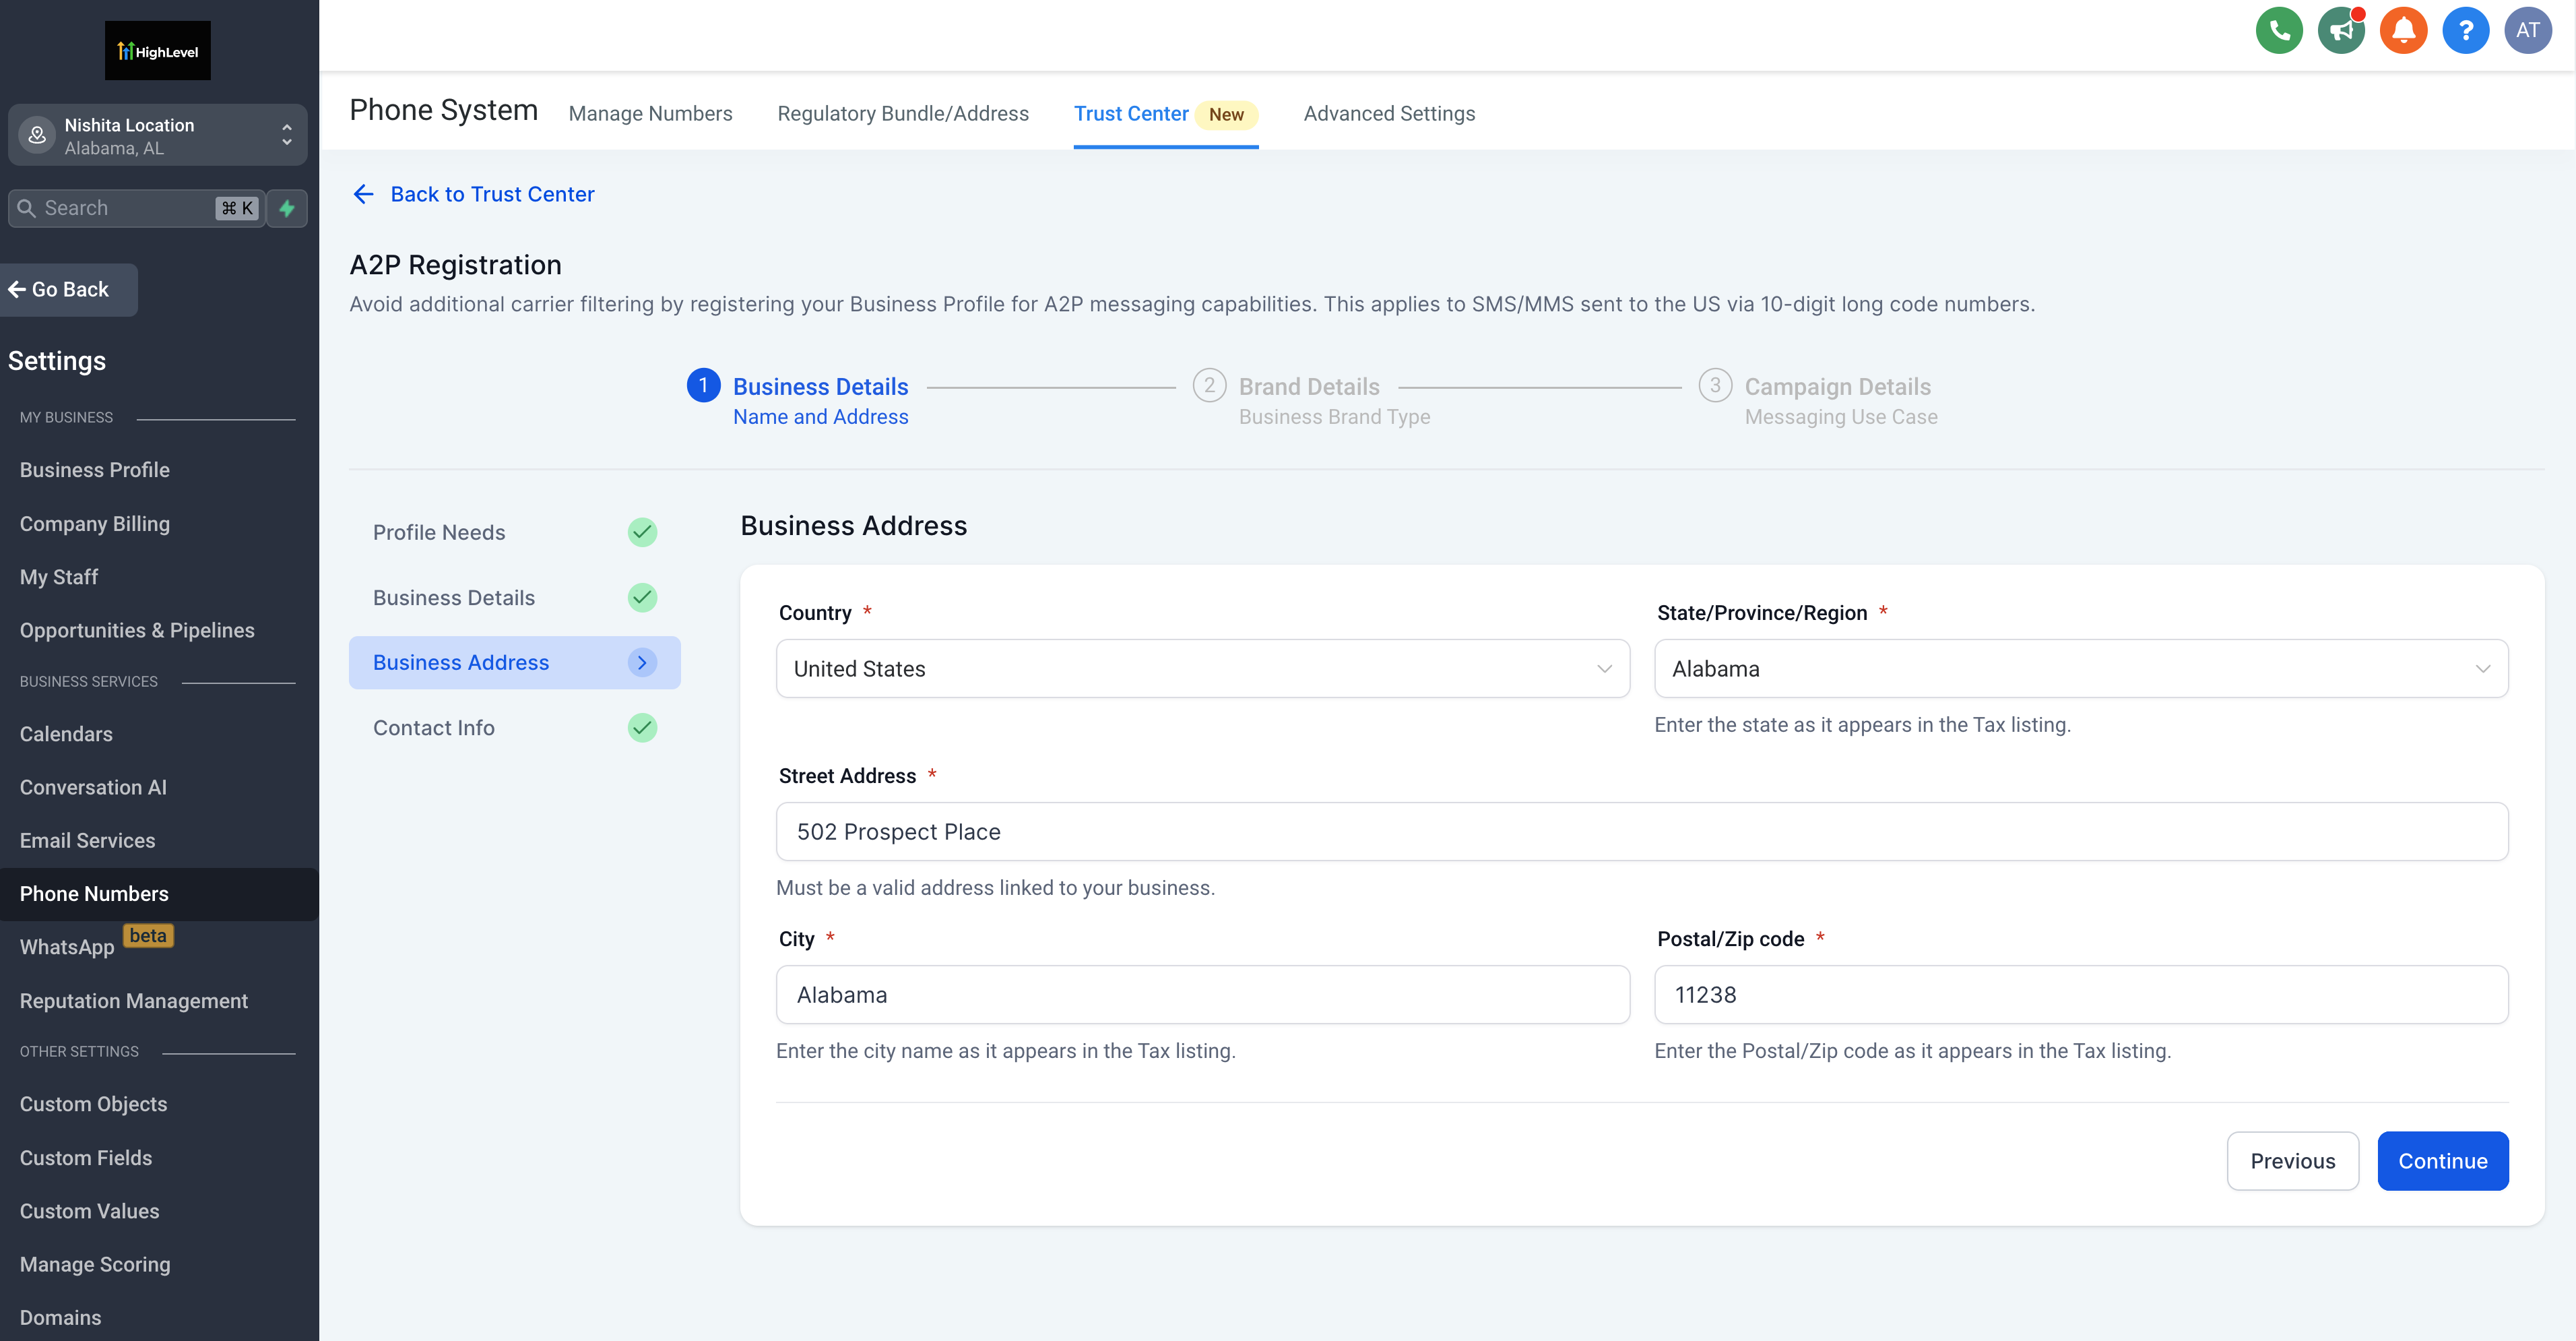 HighLevel
Nishita Location
Alabama, AL
Search
⌘ K
Go Back
Settings
MY BUSINESS
Business Profile
Company Billing
My Staff
Opportunities & Pipelines
BUSINESS SERVICES
Calendars
Conversation AI
Email Services
Phone Numbers
WhatsApp beta
Reputation Management
OTHER SETTINGS
Custom Objects
Custom Fields
Custom Values
Manage Scoring
Domains
? AT
Phone System Manage Numbers Regulatory Bundle/Address Trust Center New Advanced Settings
Back to Trust Center
A2P Registration
Avoid additional carrier filtering by registering your Business Profile for A2P messaging capabilities. This applies to SMS/MMS sent to the US via 10-digit long code numbers.
1 Business Details
Name and Address
2 Brand Details
Business Brand Type
3 Campaign Details
Messaging Use Case
Profile Needs
Business Details
Business Address
Contact Info
Business Address
Country *
United States
State/Province/Region *
Alabama
Enter the state as it appears in the Tax listing.
Street Address *
502 Prospect Place
Must be a valid address linked to your business.
City *
Alabama
Enter the city name as it appears in the Tax listing.
Postal/Zip code *
11238
Enter the Postal/Zip code as it appears in the Tax listing.
Previous Continue